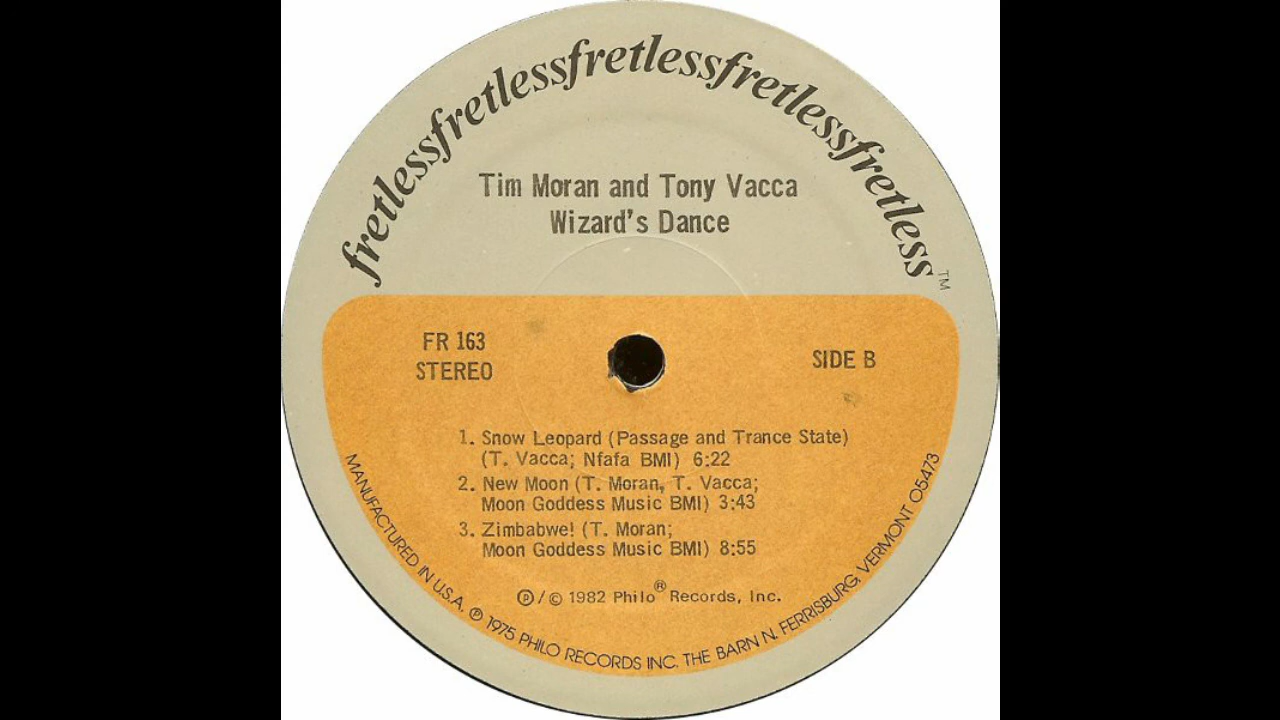 fretlessfretlessfretlessfretlessfretless™
Tim Moran and Tony Vacca
Wizard's Dance
FR 163
STEREO
SIDE B
1. Snow Leopard (Passage and Trance State)
(T. Vacca; Nfafa BMI) 6:22
2. New Moon (T. Moran, T. Vacca;
Moon Goddess Music BMI) 3:43
3. Zimbabwe! (T. Moran;
Moon Goddess Music BMI) 8:55
℗/© 1982 Philo® Records, Inc.
MANUFACTURED IN U.S.A. ℗ 1975 PHILO RECORDS INC. THE BARN N. FERRISBURG, VERMONT 05473